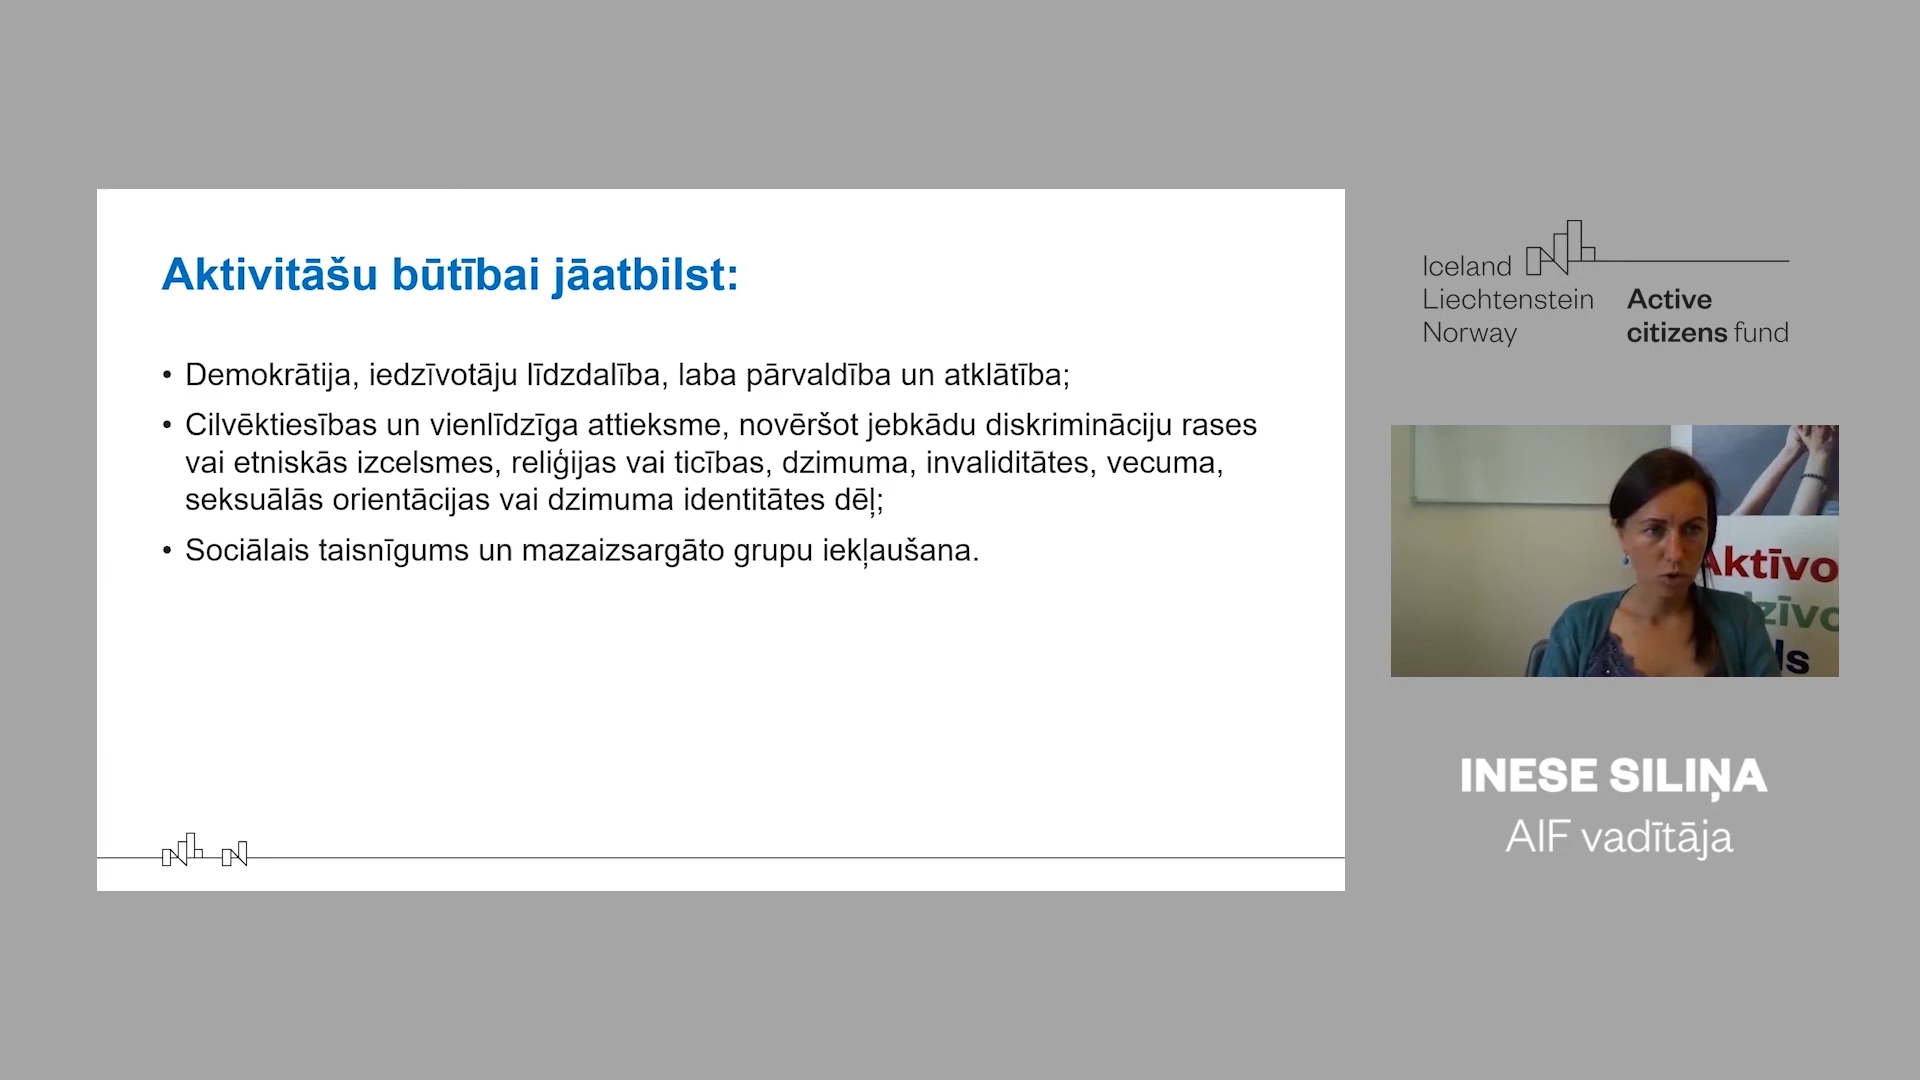 Aktivitāšu būtībai jāatbilst:
• Demokrātija, iedzīvotāju līdzdalība, laba pārvaldība un atklātība;
• Cilvēktiesības un vienlīdzīga attieksme, novēršot jebkādu diskrimināciju rases
vai etniskās izcelsmes, reliģijas vai ticības, dzimuma, invaliditātes, vecuma,
seksuālās orientācijas vai dzimuma identitātes dēļ;
• Sociālais taisnīgums un mazaizsargāto grupu iekļaušana.
Iceland
Liechtenstein Active
Norway citizens fund
Aktīvo
dzīvo
ds
INESE SILIŅA
AIF vadītāja